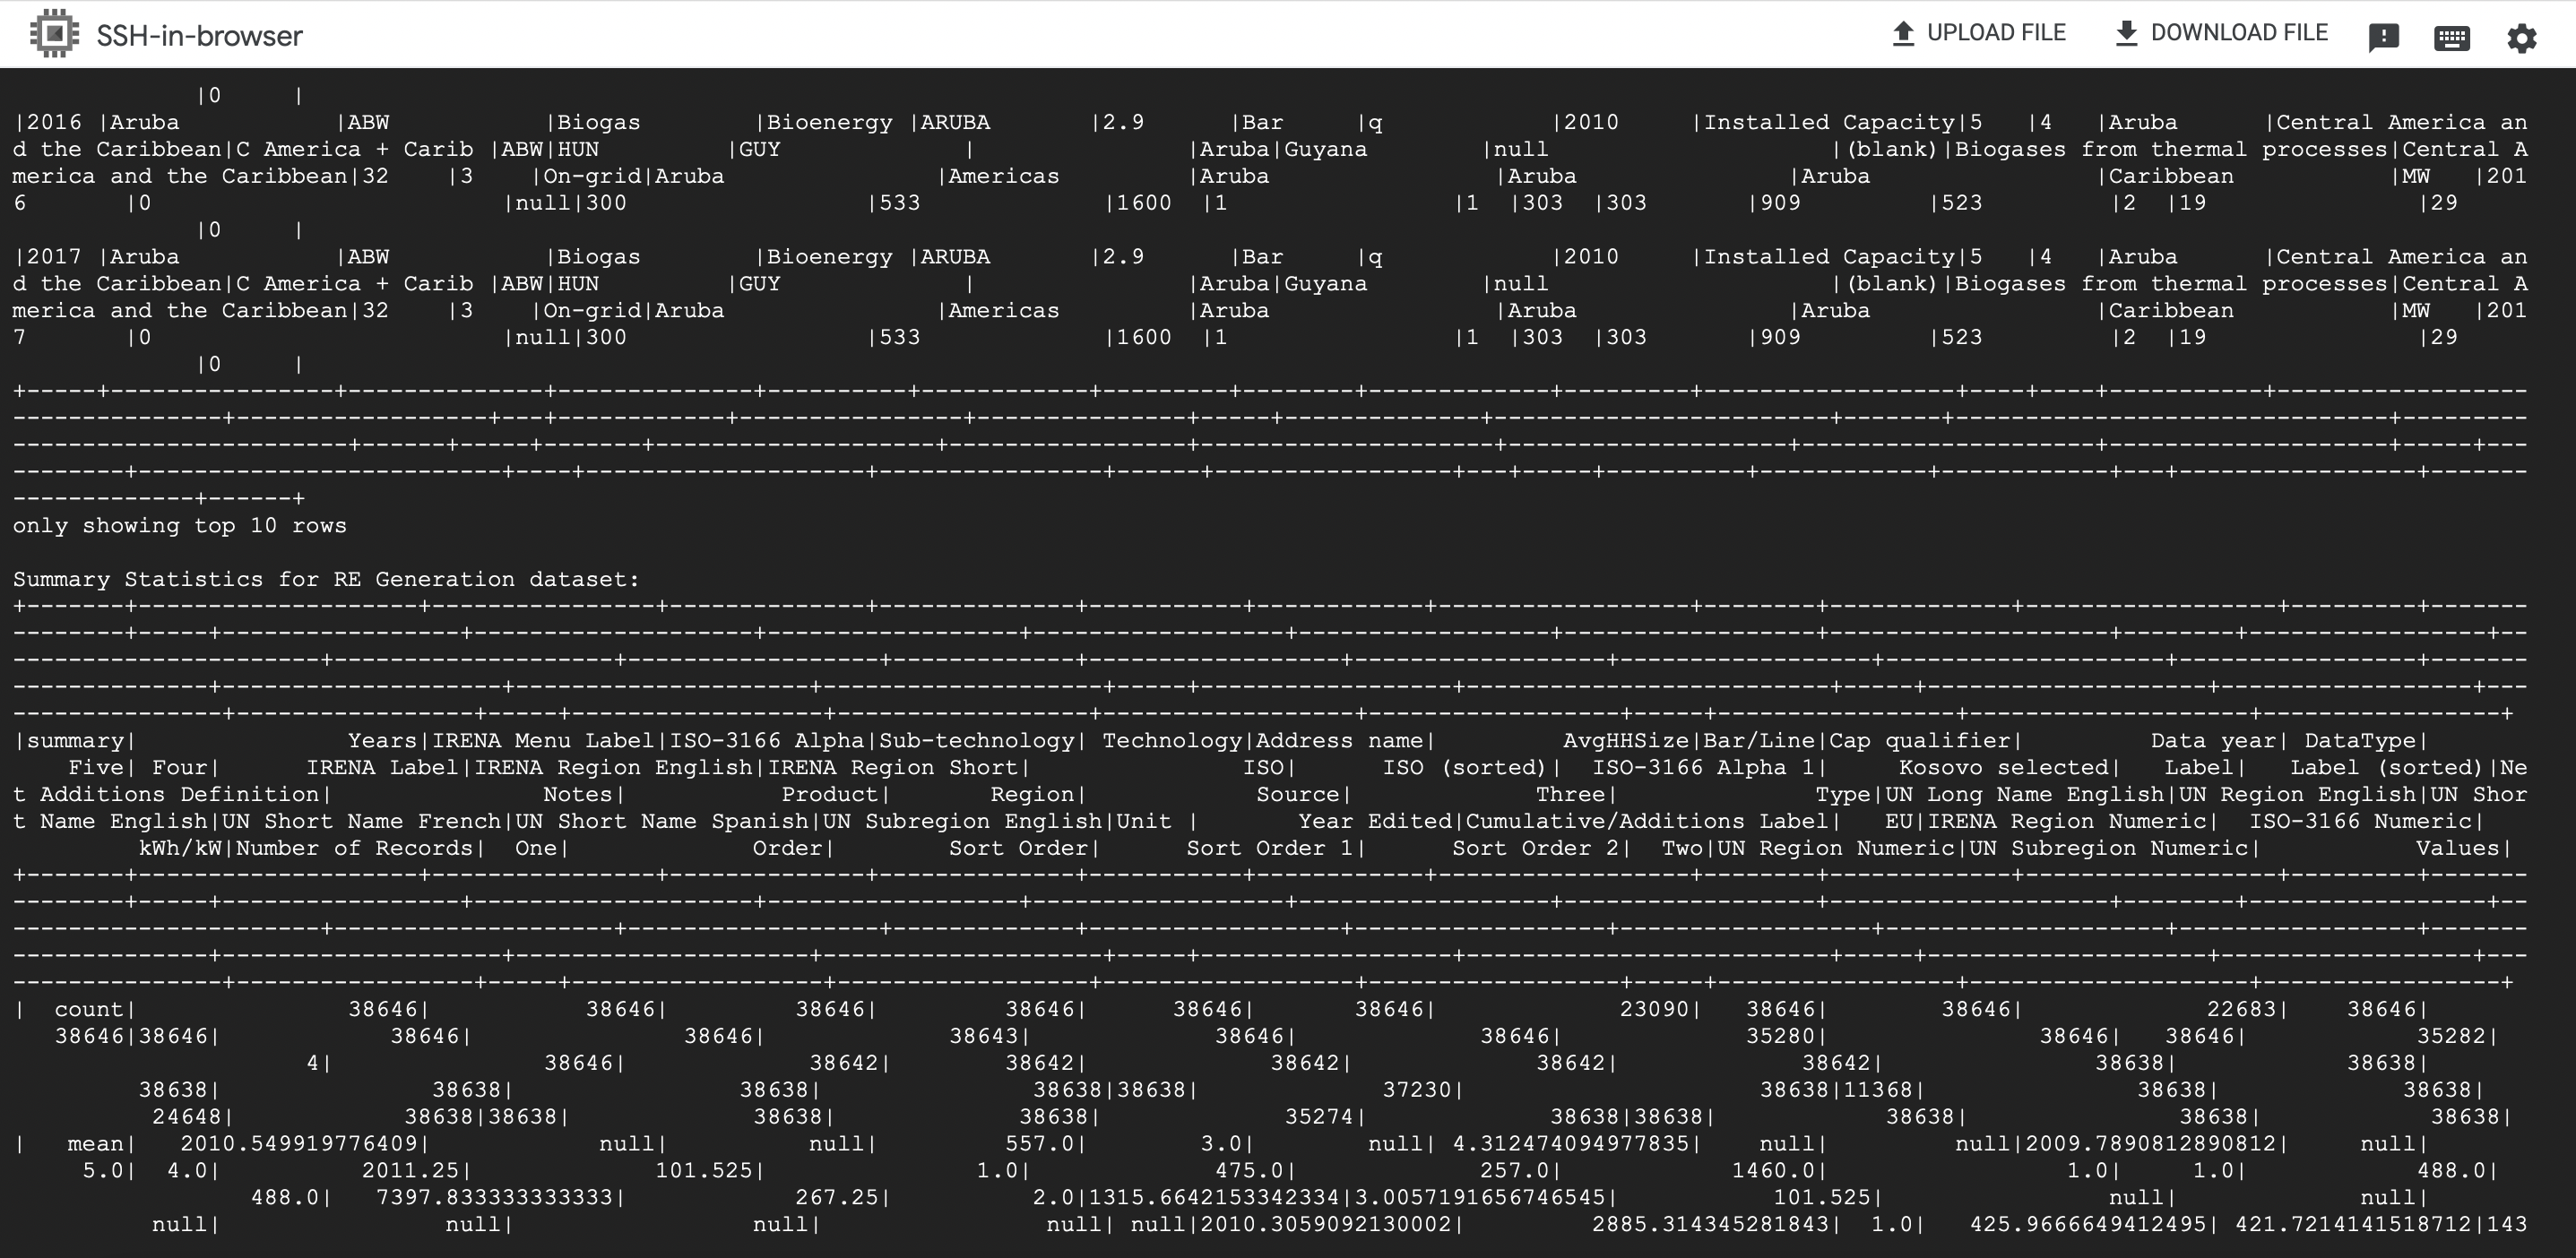 SSH-in-browser UPLOAD FILE DOWNLOAD FILE
|0 |
|2016 |Aruba |ABW |Biogas |Bioenergy |ARUBA |2.9 |Bar |q |2010 |Installed Capacity|5 |4 |Aruba |Central America an
d the Caribbean|C America + Carib |ABW|HUN |GUY | |Aruba|Guyana |null |(blank)|Biogases from thermal processes|Central A
merica and the Caribbean|32 |3 |On-grid|Aruba |Americas |Aruba |Aruba |Aruba |Caribbean |MW |201
6 |0 |null|300 |533 |1600 |1 |1 |303 |303 |909 |523 |2 |19 |29
|0 |
|2017 |Aruba |ABW |Biogas |Bioenergy |ARUBA |2.9 |Bar |q |2010 |Installed Capacity|5 |4 |Aruba |Central America an
d the Caribbean|C America + Carib |ABW|HUN |GUY | |Aruba|Guyana |null |(blank)|Biogases from thermal processes|Central A
merica and the Caribbean|32 |3 |On-grid|Aruba |Americas |Aruba |Aruba |Aruba |Caribbean |MW |201
7 |0 |null|300 |533 |1600 |1 |1 |303 |303 |909 |523 |2 |19 |29
|0 |
only showing top 10 rows
Summary Statistics for RE Generation dataset:
|summary| Years|IRENA Menu Label|ISO-3166 Alpha|Sub-technology| Technology|Address name| AvgHHSize|Bar/Line|Cap qualifier| Data year| DataType|
Five| Four| IRENA Label|IRENA Region English|IRENA Region Short| ISO| ISO (sorted)| ISO-3166 Alpha 1| Kosovo selected| Label| Label (sorted)|Ne
t Additions Definition| Notes| Product| Region| Source| Three| Type|UN Long Name English|UN Region English|UN Shor
t Name English|UN Short Name French|UN Short Name Spanish|UN Subregion English|Unit | Year Edited|Cumulative/Additions Label| EU|IRENA Region Numeric| ISO-3166 Numeric|
kWh/kW|Number of Records| One| Order| Sort Order| Sort Order 1| Sort Order 2| Two|UN Region Numeric|UN Subregion Numeric| Values|
| count| 38646| 38646| 38646| 38646| 38646| 38646| 23090| 38646| 38646| 22683| 38646|
38646|38646| 38646| 38646| 38643| 38646| 38646| 35280| 38646| 38646| 35282|
4| 38646| 38642| 38642| 38642| 38642| 38642| 38638| 38638|
38638| 38638| 38638| 38638|38638| 37230| 38638|11368| 38638| 38638|
24648| 38638|38638| 38638| 38638| 35274| 38638|38638| 38638| 38638| 38638|
| mean| 2010.549919776409| null| null| 557.0| 3.0| null| 4.312474094977835| null| null|2009.7890812890812| null|
5.0| 4.0| 2011.25| 101.525| 1.0| 475.0| 257.0| 1460.0| 1.0| 1.0| 488.0|
488.0| 7397.833333333333| 267.25| 2.0|1315.6642153342334|3.0057191656746545| 101.525| null| null|
null| null| null| null| null|2010.3059092130002| 2885.314345281843| 1.0| 425.9666649412495| 421.7214141518712|143